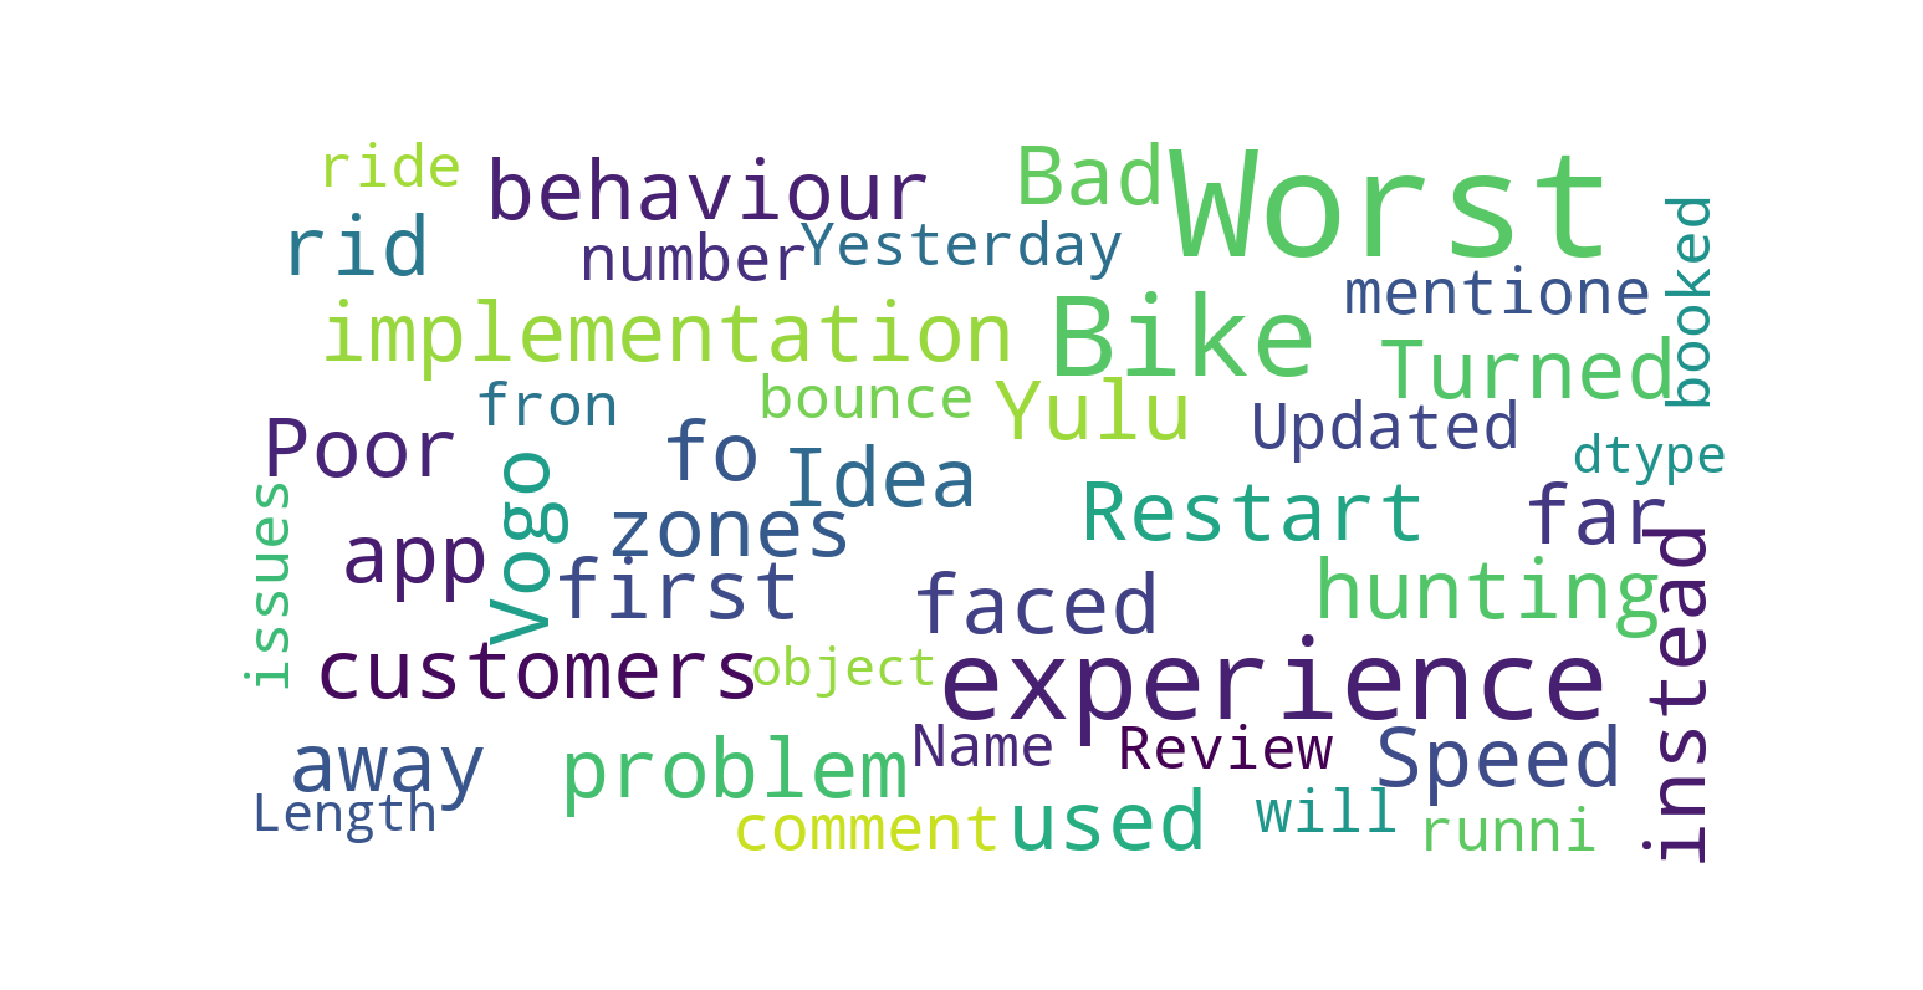 ride
behaviour
Bad
Worst
booked
rid
number
Yesterday
mentione
implementation
Bike
Turned
fron
bounce
Yulu
Updated
Poor
Vogo
fo
Idea
dtype
issues
app
zones
Restart
far
first
faced
hunting
instead
customers
object
experience
away
problem
Name
Review
Speed
Length
comment
used
will
runni